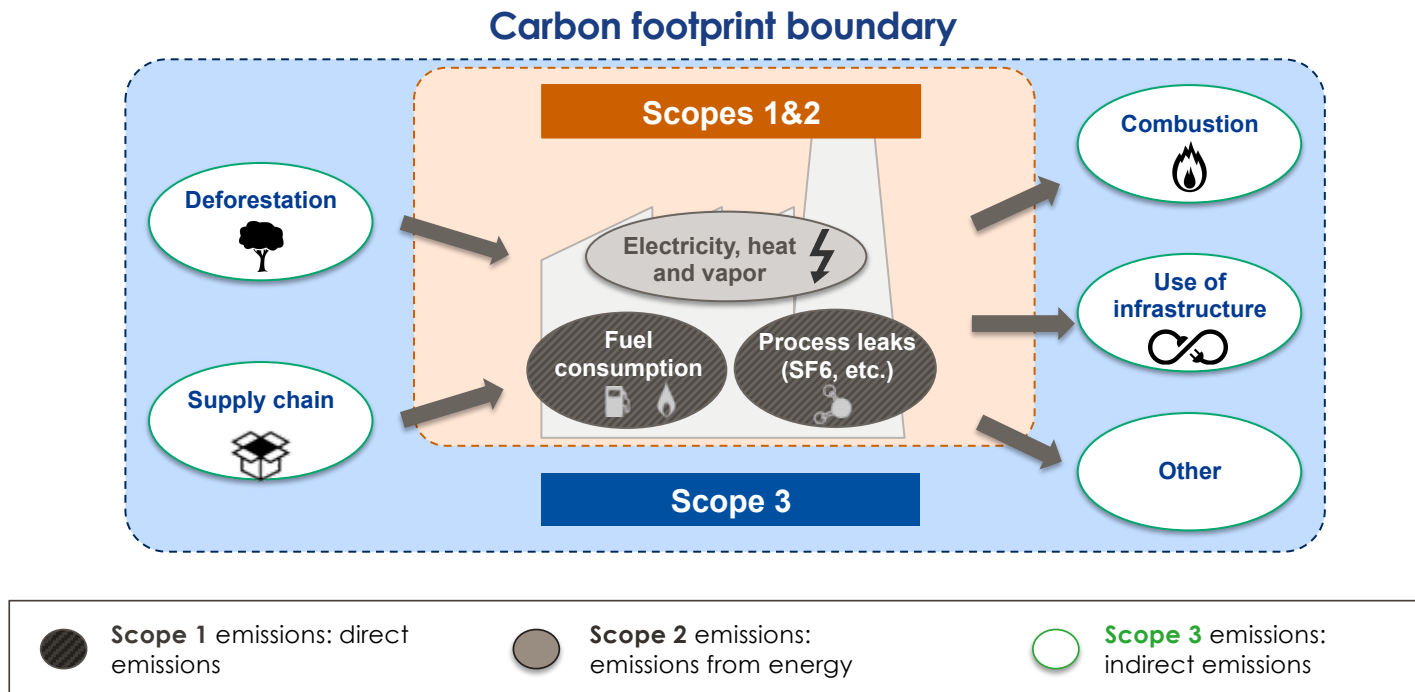 Carbon footprint boundary
Scopes 1&2
Combustion
Deforestation
Electricity, heat
and vapor
Use of
infrastructure
Fuel
consumption
Process leaks
(SF6, etc.)
Supply chain
Other
Scope 3
Scope 1 emissions: direct
emissions
Scope 2 emissions:
emissions from energy
Scope 3 emissions:
indirect emissions